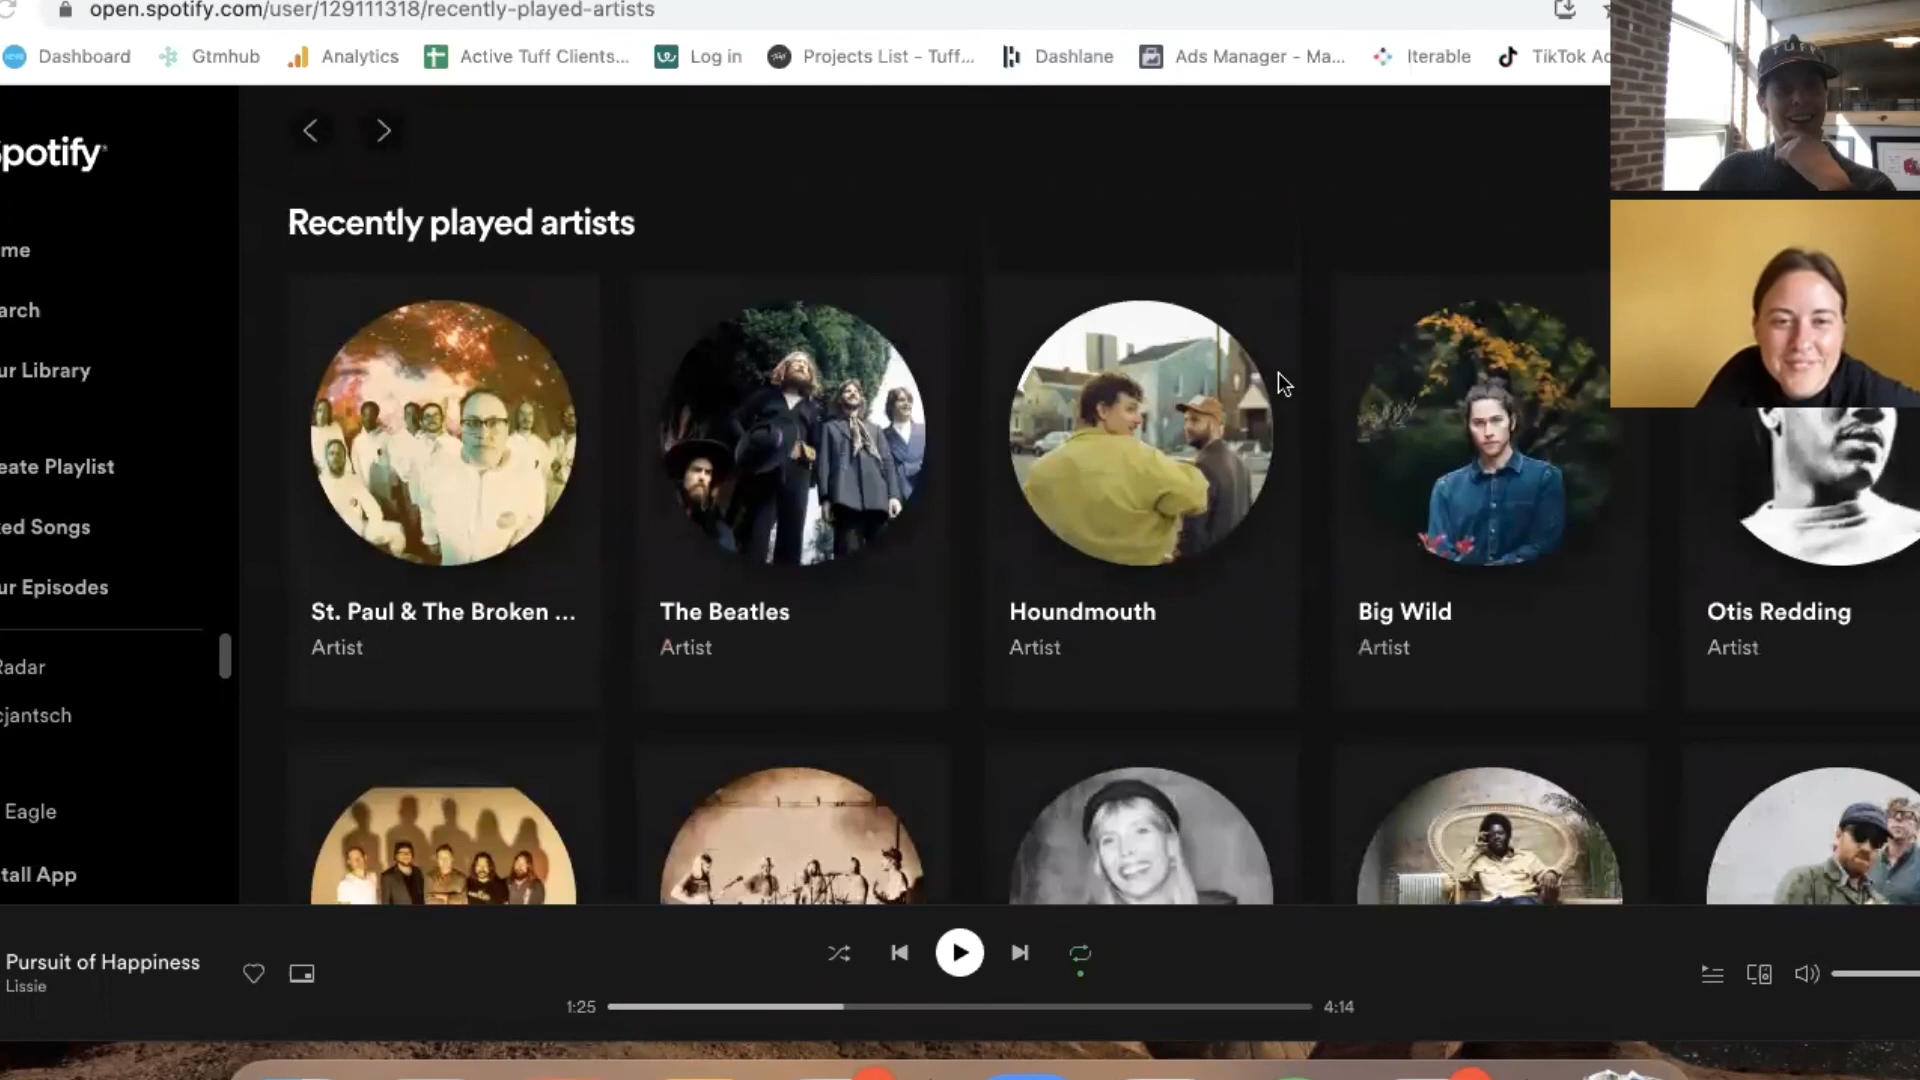 open.spotify.com/user/129111318/recently-played-artists
Dashboard
Gtmhub
Analytics
Active Tuff Clients...
Log in
Projects List - Tuff...
Dashlane
Ads Manager - Ma...
Iterable
TikTok Ad
TUFF
Spotify
me
arch
ur Library
eate Playlist
ked Songs
ur Episodes
Radar
cjantsch
Eagle
tall App
Recently played artists
St. Paul & The Broken ...
Artist
The Beatles
Artist
Houndmouth
Artist
Big Wild
Artist
Otis Redding
Artist
Pursuit of Happiness
Lissie
1:25
4:14